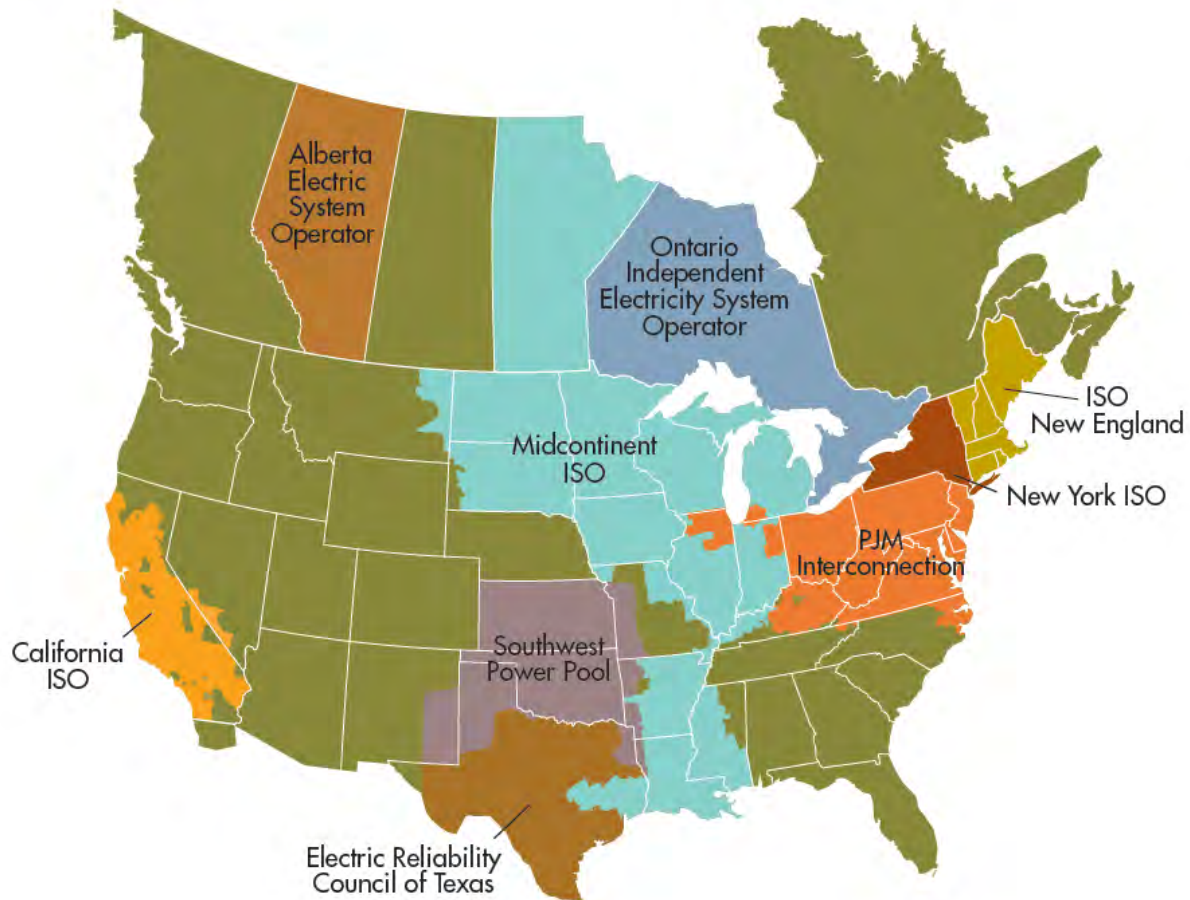 Alberta
Electric
System
Operator
Ontario
Independent
Electricity System
Operator
ISO
New England
Midcontinent
ISO
New York ISO
PJM
Interconnection
California
ISO
Southwest
Power Pool
Electric Reliability
Council of Texas